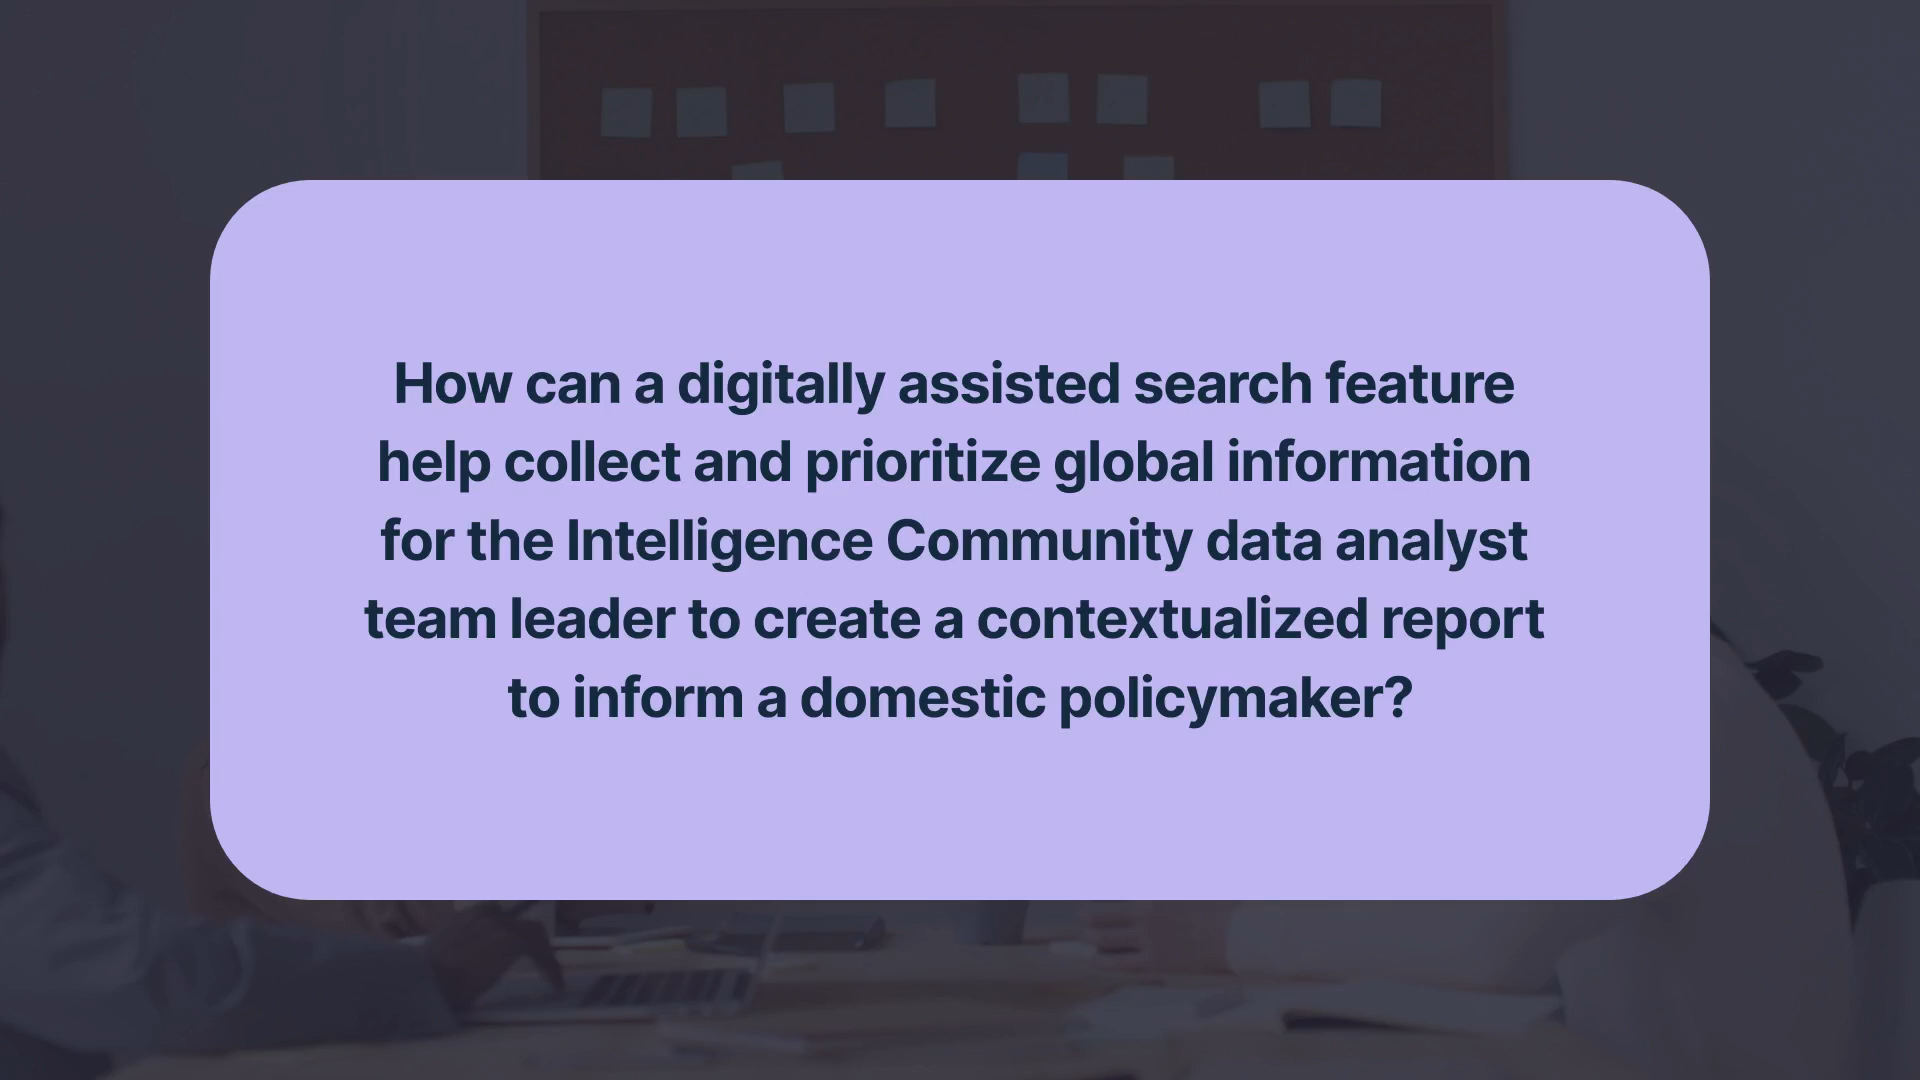 How can a digitally assisted search feature
help collect and prioritize global information
for the Intelligence Community data analyst
team leader to create a contextualized report
to inform a domestic policymaker?